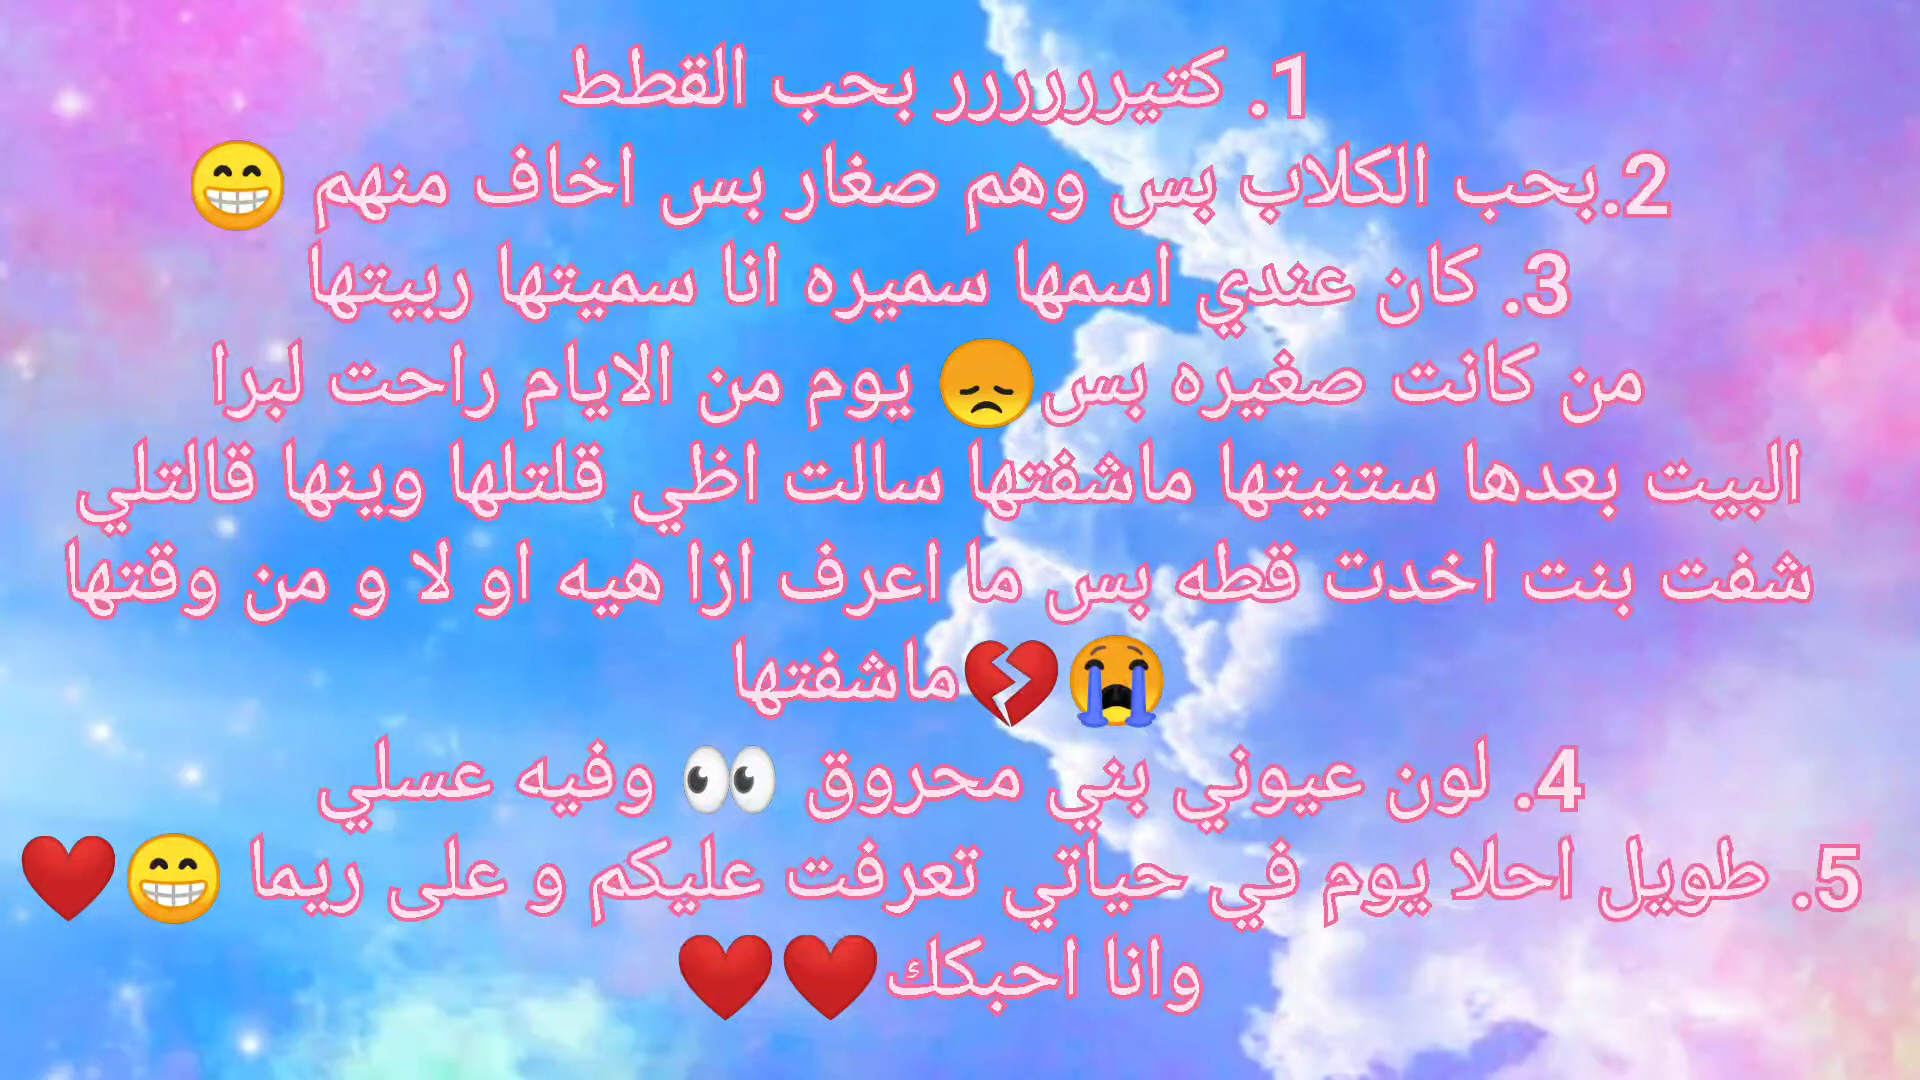 1. كتيررررررر بحب القطط
2.بحب الكلاب بس وهم صغار بس اخاف منهم 😁
3. كان عندي اسمها سميره انا سميتها ربيتها
من كانت صغيره بس😞 يوم من الايام راحت لبرا
البيت بعدها ستنيتها ماشفتها سالت اظي قلتلها وينها قالتلي
شفت بنت اخدت قطه بس ما اعرف ازا هيه او لا و من وقتها
😭💔ماشفتها
4. لون عيوني بني محروق 👀 وفيه عسلي
5. طويل احلا يوم في حياتي تعرفت عليكم و على ريما 😁❤
وانا احبكك❤❤